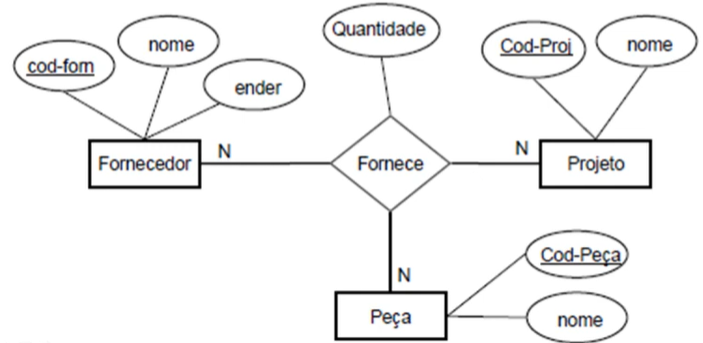 Quantidade
nome
cod-forn
ender
Cod-Proj
nome
Fornecedor
N
Fornece
N
Projeto
N
Peça
Cod-Peça
nome